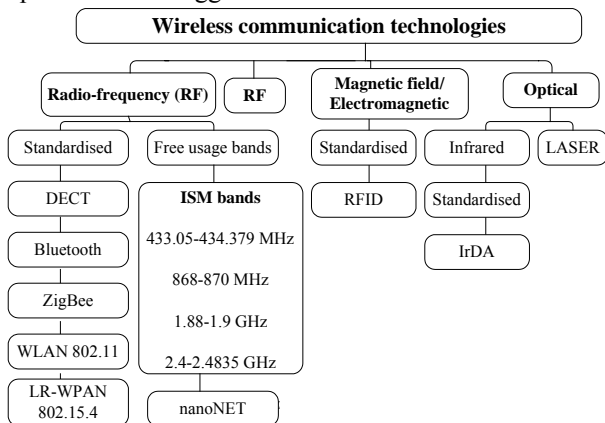 Wireless communication technologies
Radio-frequency (RF)
RF
Magnetic field/
Electromagnetic
Optical
Standardised
Free usage bands
Standardised
Infrared
LASER
DECT
ISM bands
RFID
Standardised
433.05-434.379 MHz
Bluetooth
IrDA
868-870 MHz
ZigBee
1.88-1.9 GHz
WLAN 802.11
2.4-2.4835 GHz
LR-WPAN
802.15.4
nanoNET